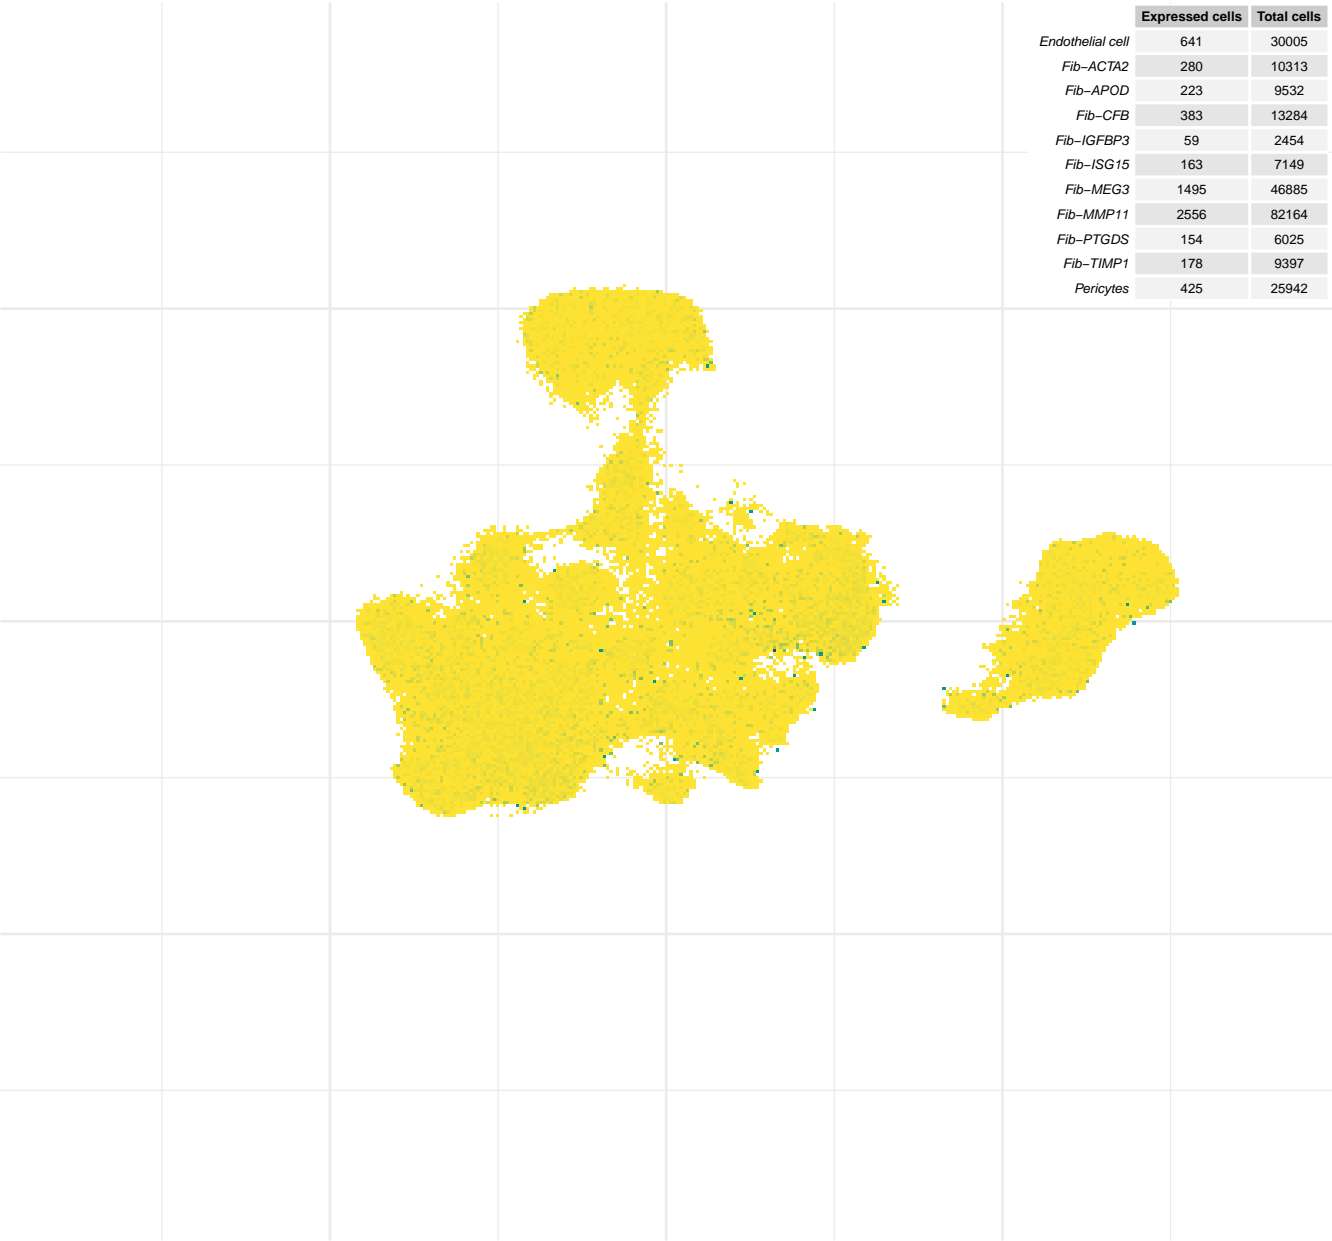 Expressed cells Total cells
Endothelial cell 641 30005
Fib−ACTA2 280 10313
Fib−APOD 223 9532
Fib−CFB 383 13284
Fib−IGFBP3 59 2454
Fib−ISG15 163 7149
Fib−MEG3 1495 46885
Fib−MMP11 2556 82164
Fib−PTGDS 154 6025
Fib−TIMP1 178 9397
Pericytes 425 25942